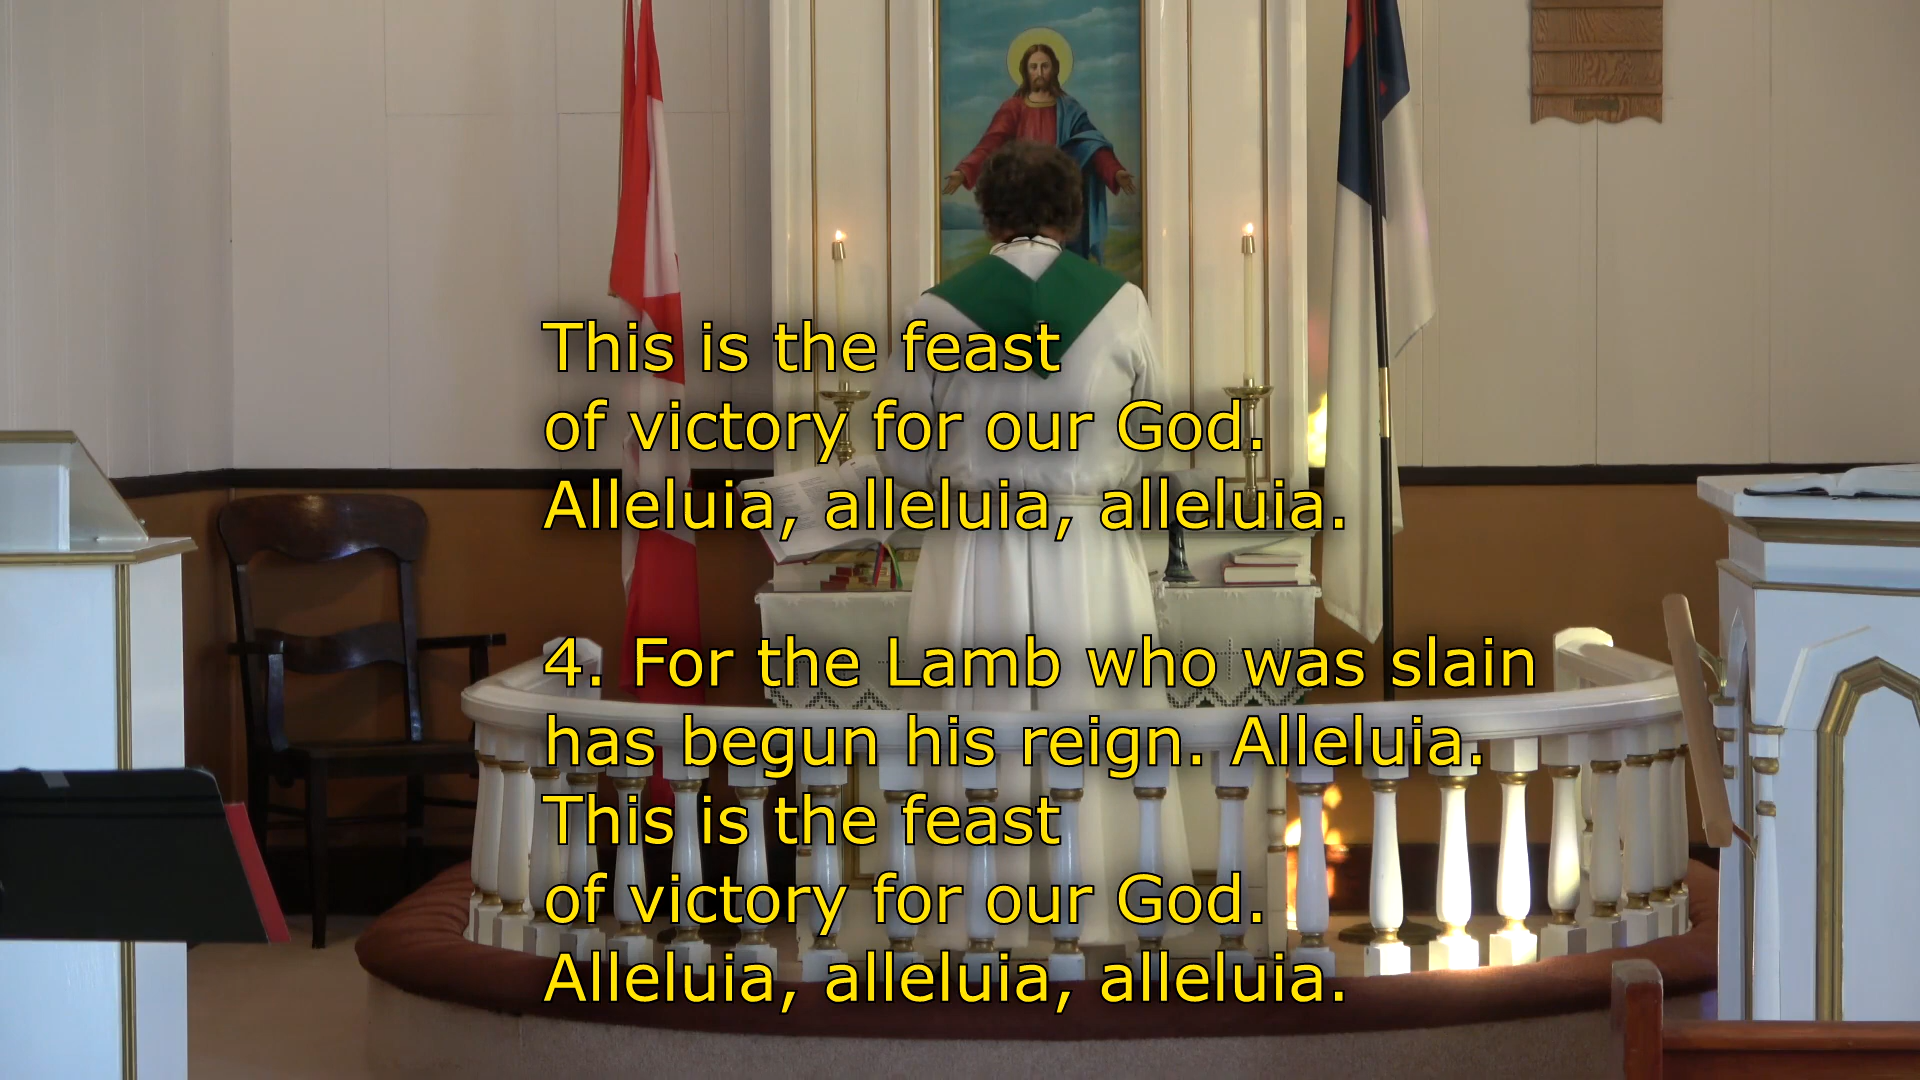 This is the feast
of victory for our God.
Alleluia, alleluia, alleluia.
4. For the Lamb who was slain
has begun his reign. Alleluia.
This is the feast
of victory for our God.
Alleluia, alleluia, alleluia.